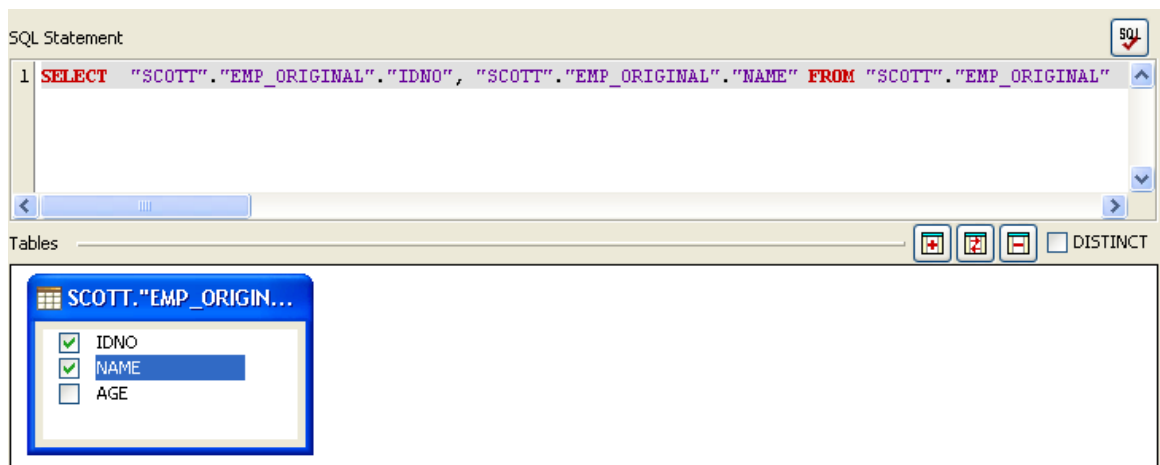 SQL Statement
SQL
1 SELECT "SCOTT"."EMP_ORIGINAL"."IDNO", "SCOTT"."EMP_ORIGINAL"."NAME" FROM "SCOTT"."EMP_ORIGINAL"
Tables
DISTINCT
SCOTT."EMP_ORIGIN...
IDNO
NAME
AGE